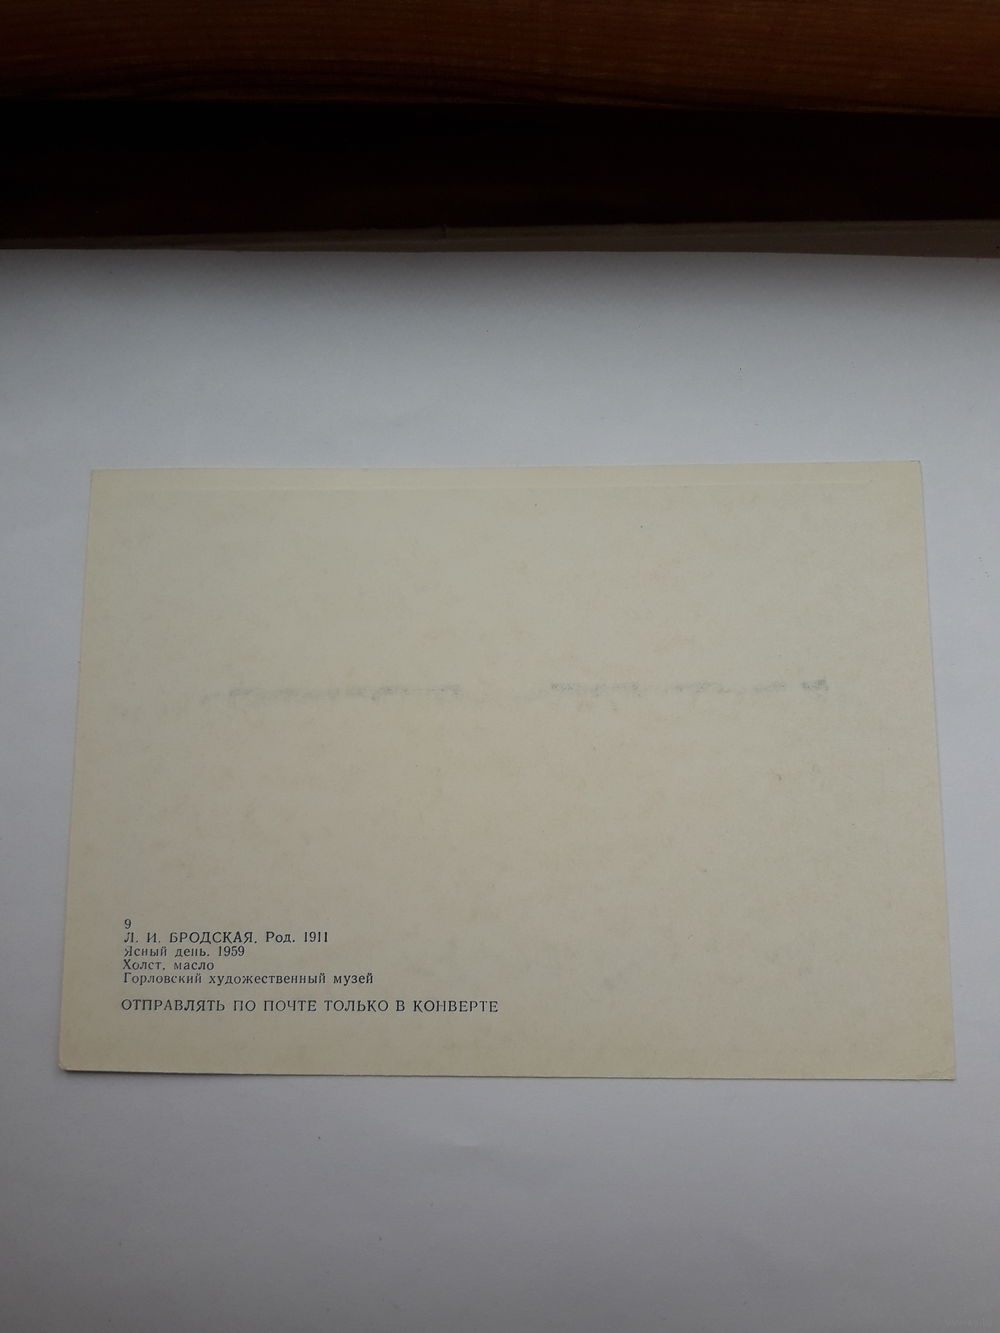 9
Л. И. БРОДСКАЯ. Род. 1911
Ясный день. 1959
Холст, масло
Горловский художественный музей
ОТПРАВЛЯТЬ ПО ПОЧТЕ ТОЛЬКО В КОНВЕРТЕ